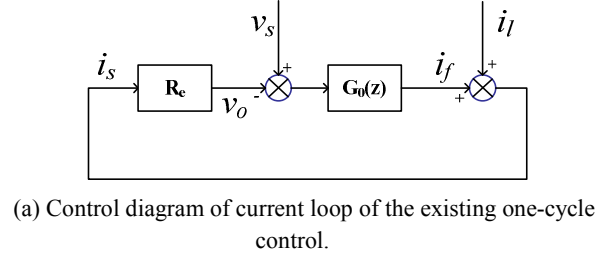 v_s
i_l
i_s
R_e
v_o
G_0(z)
i_f
+
-
+
+
(a) Control diagram of current loop of the existing one-cycle
control.